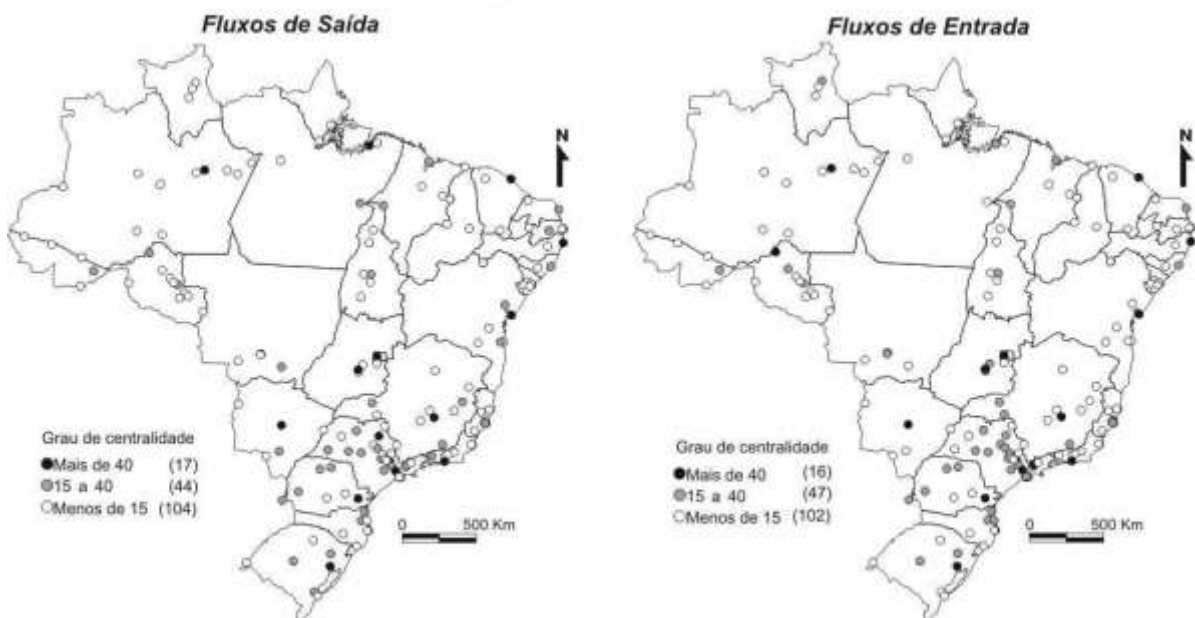 Fluxos de Saída
N
Grau de centralidade
Mais de 40 (17)
15 a 40 (44)
Menos de 15 (104)
0 500 Km
Fluxos de Entrada
N
Grau de centralidade
Mais de 40 (16)
15 a 40 (47)
Menos de 15 (102)
0 500 Km